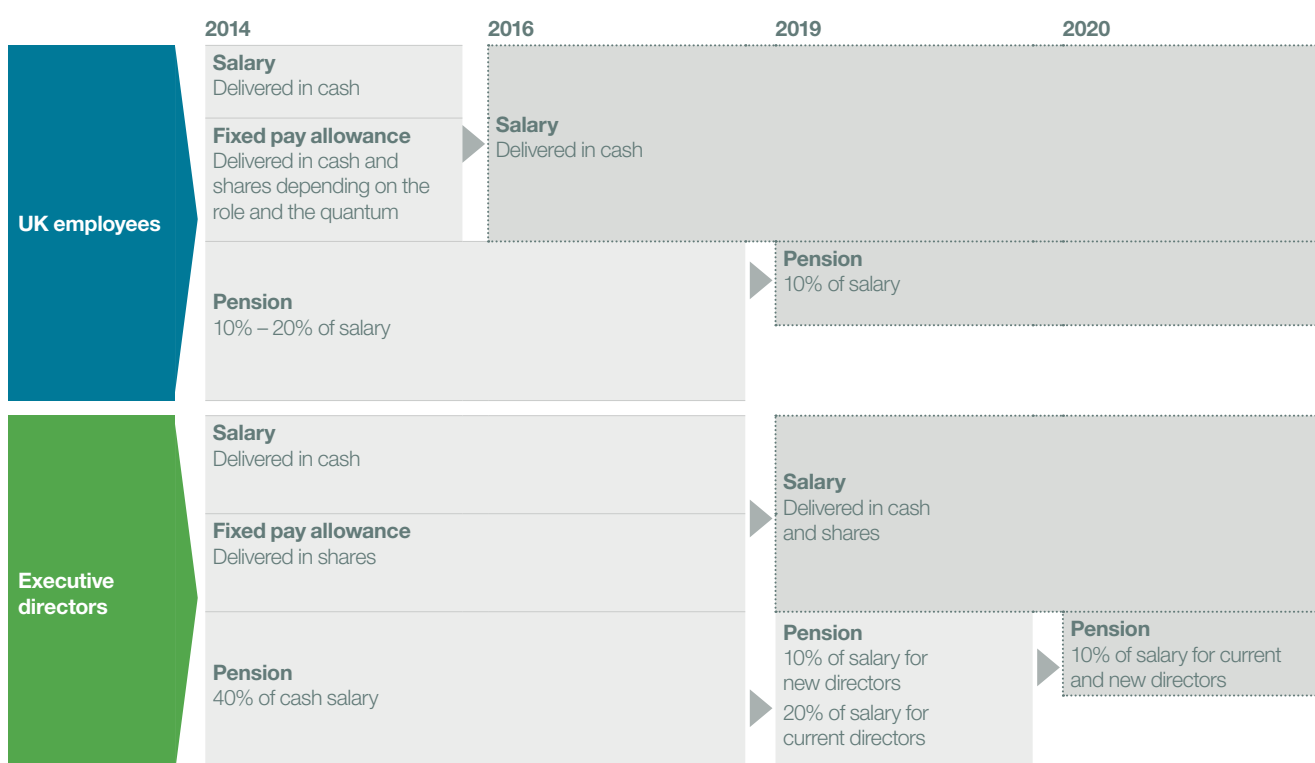 2014
2016
2019
2020
UK employees
Salary
Delivered in cash
Fixed pay allowance
Delivered in cash and
shares depending on the
role and the quantum
Salary
Delivered in cash
Pension
10% – 20% of salary
Pension
10% of salary
Executive
directors
Salary
Delivered in cash
Fixed pay allowance
Delivered in shares
Salary
Delivered in cash
and shares
Pension
40% of cash salary
Pension
10% of salary for
new directors
20% of salary for
current directors
Pension
10% of salary for current
and new directors